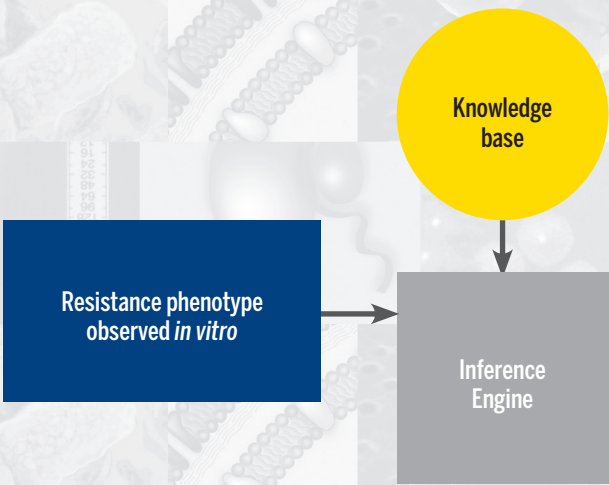 Knowledge
base
Resistance phenotype
observed in vitro
Inference
Engine